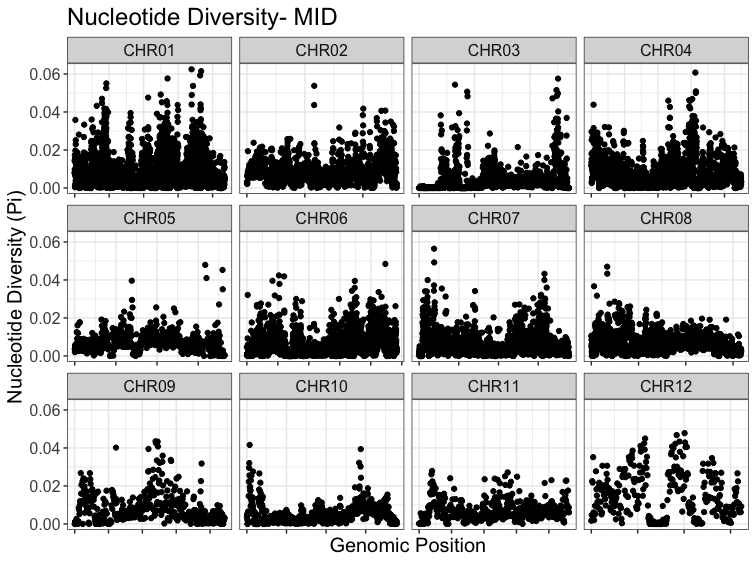 Nucleotide Diversity- MID
CHR01 CHR02 CHR03 CHR04
0.06
0.04
0.02
0.00
CHR05 CHR06 CHR07 CHR08
0.06
0.04
0.02
0.00
CHR09 CHR10 CHR11 CHR12
0.06
0.04
0.02
0.00
Nucleotide Diversity (Pi)
Genomic Position